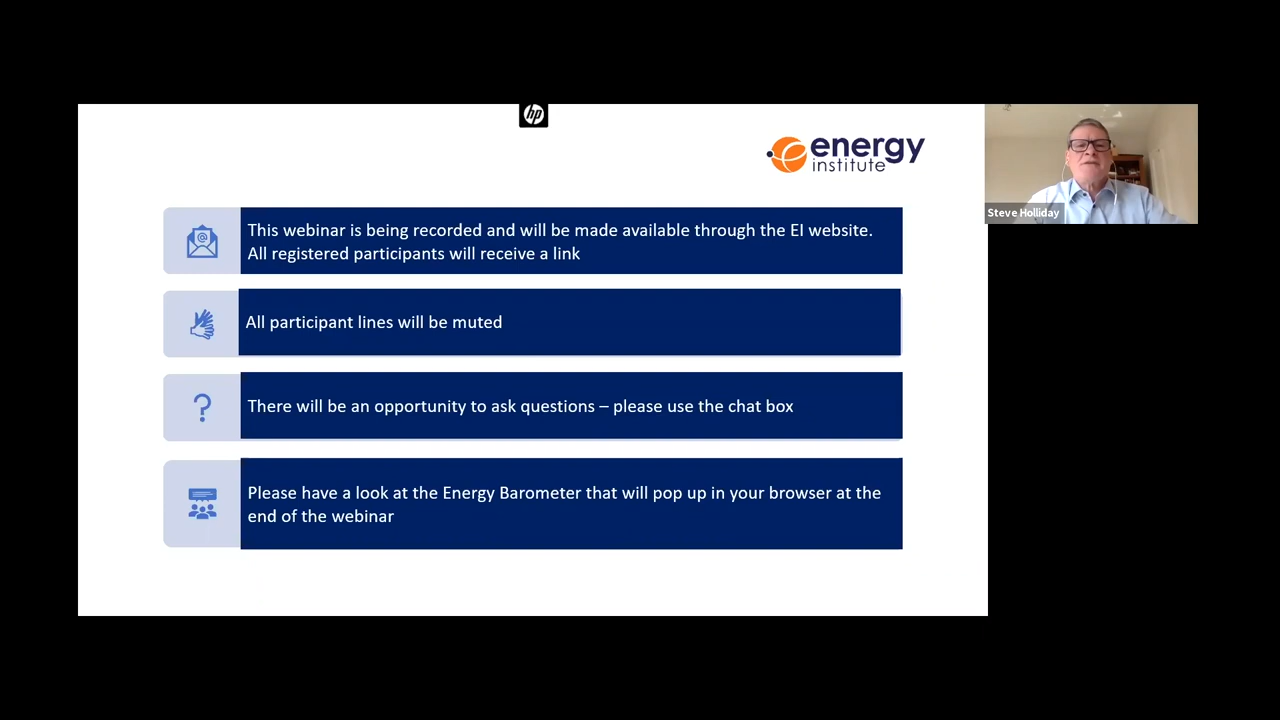 hp
energy
institute
Steve Holliday
This webinar is being recorded and will be made available through the EI website.
All registered participants will receive a link
All participant lines will be muted
?
There will be an opportunity to ask questions – please use the chat box
Please have a look at the Energy Barometer that will pop up in your browser at the
end of the webinar